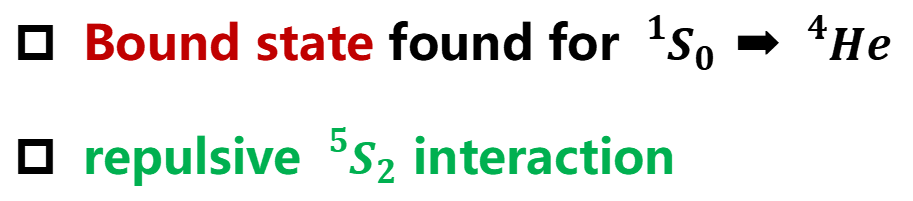 □ Bound state found for ¹S₀ ➡ ⁴He
□ repulsive ⁵S₂ interaction